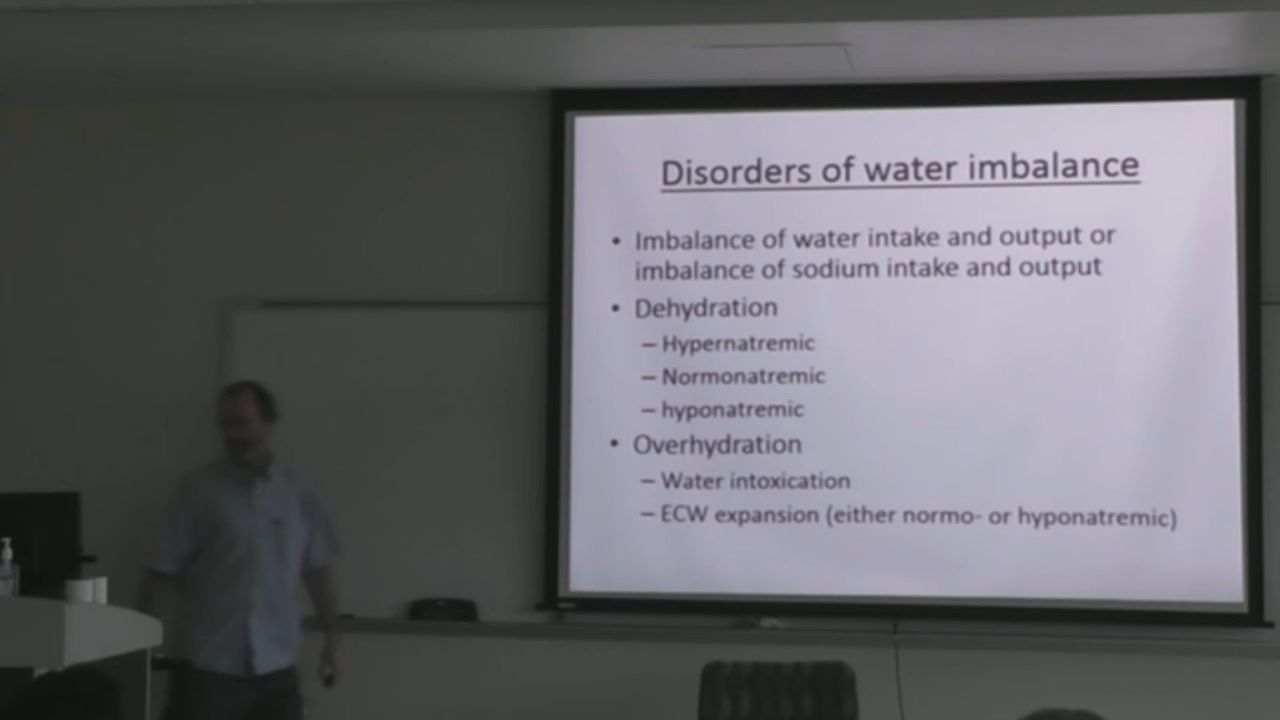 Disorders of water imbalance
• Imbalance of water intake and output or
imbalance of sodium intake and output
• Dehydration
– Hypernatremic
– Normonatremic
– hyponatremic
• Overhydration
– Water intoxication
– ECW expansion (either normo- or hyponatremic)